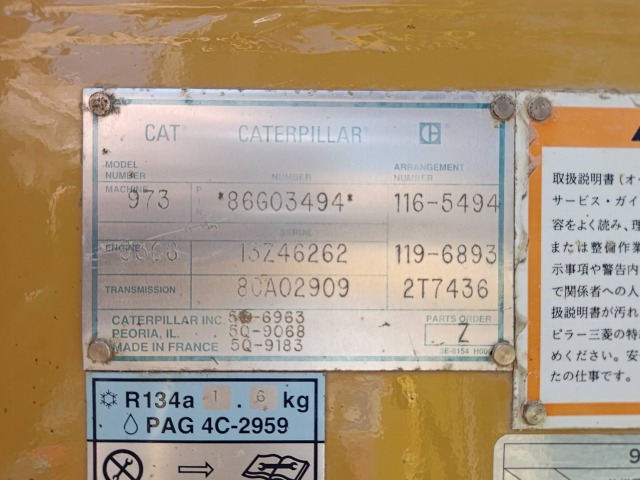 CAT CATERPILLAR
MODEL NUMBER NUMBER ARRANGEMENT NUMBER
MACHINE 973 PIN *86G03494* 116-5494
SERIAL
ENGINE 13Z46262 119-6893
TRANSMISSION 8CA02909 2T7436
CATERPILLAR INC. 5Q-6963
PEORIA, IL. 5Q-9068 PARTS ORDER
MADE IN FRANCE 5Q-9183 Z
R134a 1.6 kg
PAG 4C-2959
取扱説明書(オ
サービス・ガイ
容をよく読み、理
または整備作業
示事項や警告内
で関係者への人
扱説明書が汚れ
ピラー三菱の特
めください。安
たの仕事です。
9